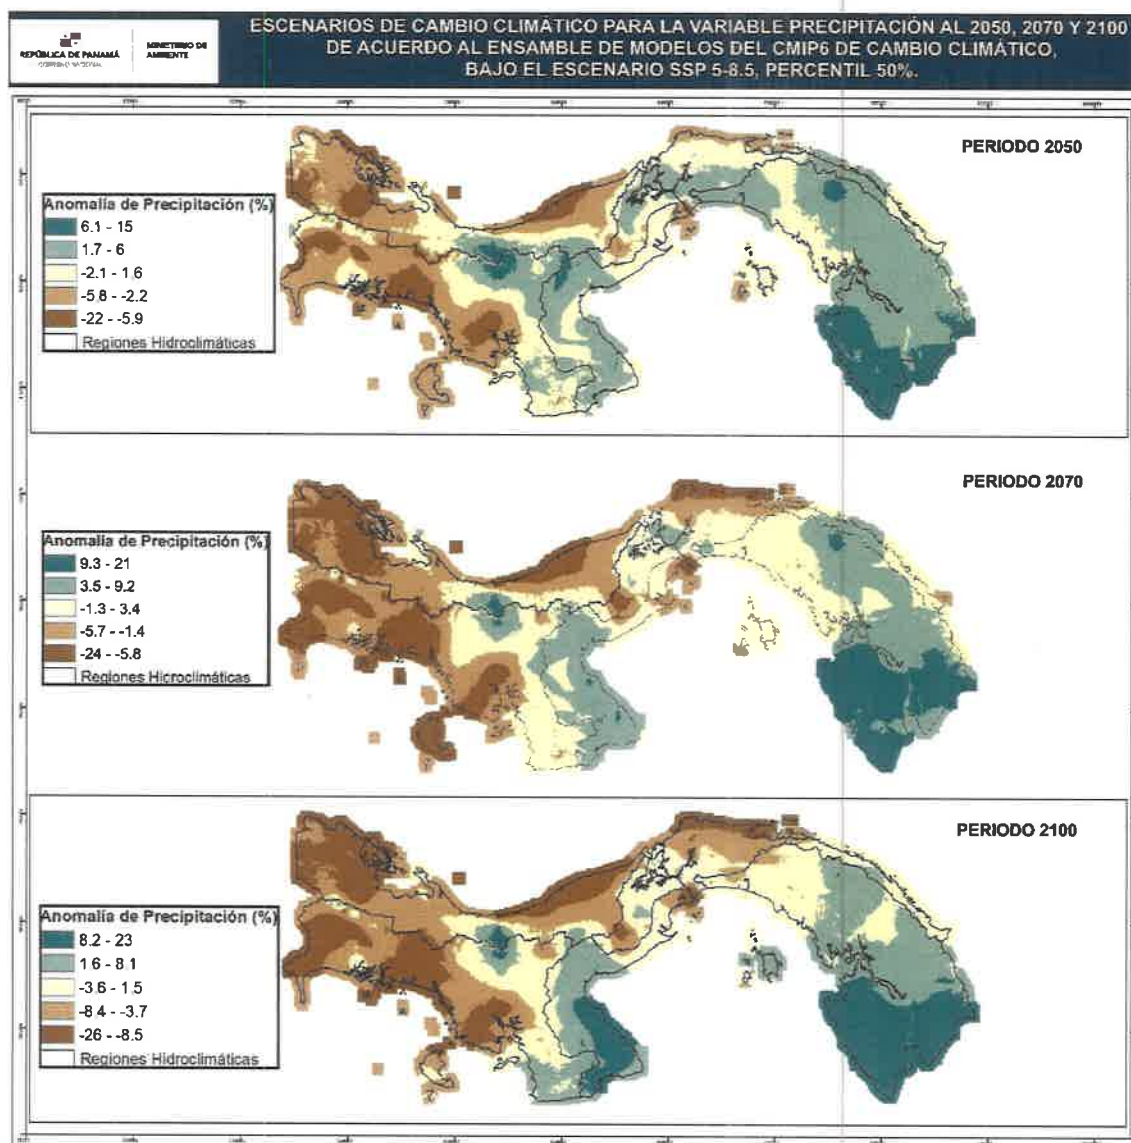 REPÚBLICA DE PANAMÁ
GOBIERNO NACIONAL
MINISTERIO DE
AMBIENTE
ESCENARIOS DE CAMBIO CLIMÁTICO PARA LA VARIABLE PRECIPITACIÓN AL 2050, 2070 Y 2100
DE ACUERDO AL ENSAMBLE DE MODELOS DEL CMIP6 DE CAMBIO CLIMÁTICO,
BAJO EL ESCENARIO SSP 5-8.5, PERCENTIL 50%.
PERIODO 2050
Anomalía de Precipitación (%)
6.1 - 15
1.7 - 6
-2.1 - 1.6
-5.8 - -2.2
-22 - -5.9
Regiones Hidroclimáticas
PERIODO 2070
Anomalía de Precipitación (%)
9.3 - 21
3.5 - 9.2
-1.3 - 3.4
-5.7 - -1.4
-24 - -5.8
Regiones Hicroclimáticas
PERIODO 2100
Anomalía de Precipitación (%)
8.2 - 23
1.6 - 8.1
-3.6 - 1.5
-8.4 - -3.7
-26 - -8.5
Regiones Hidroclimáticas